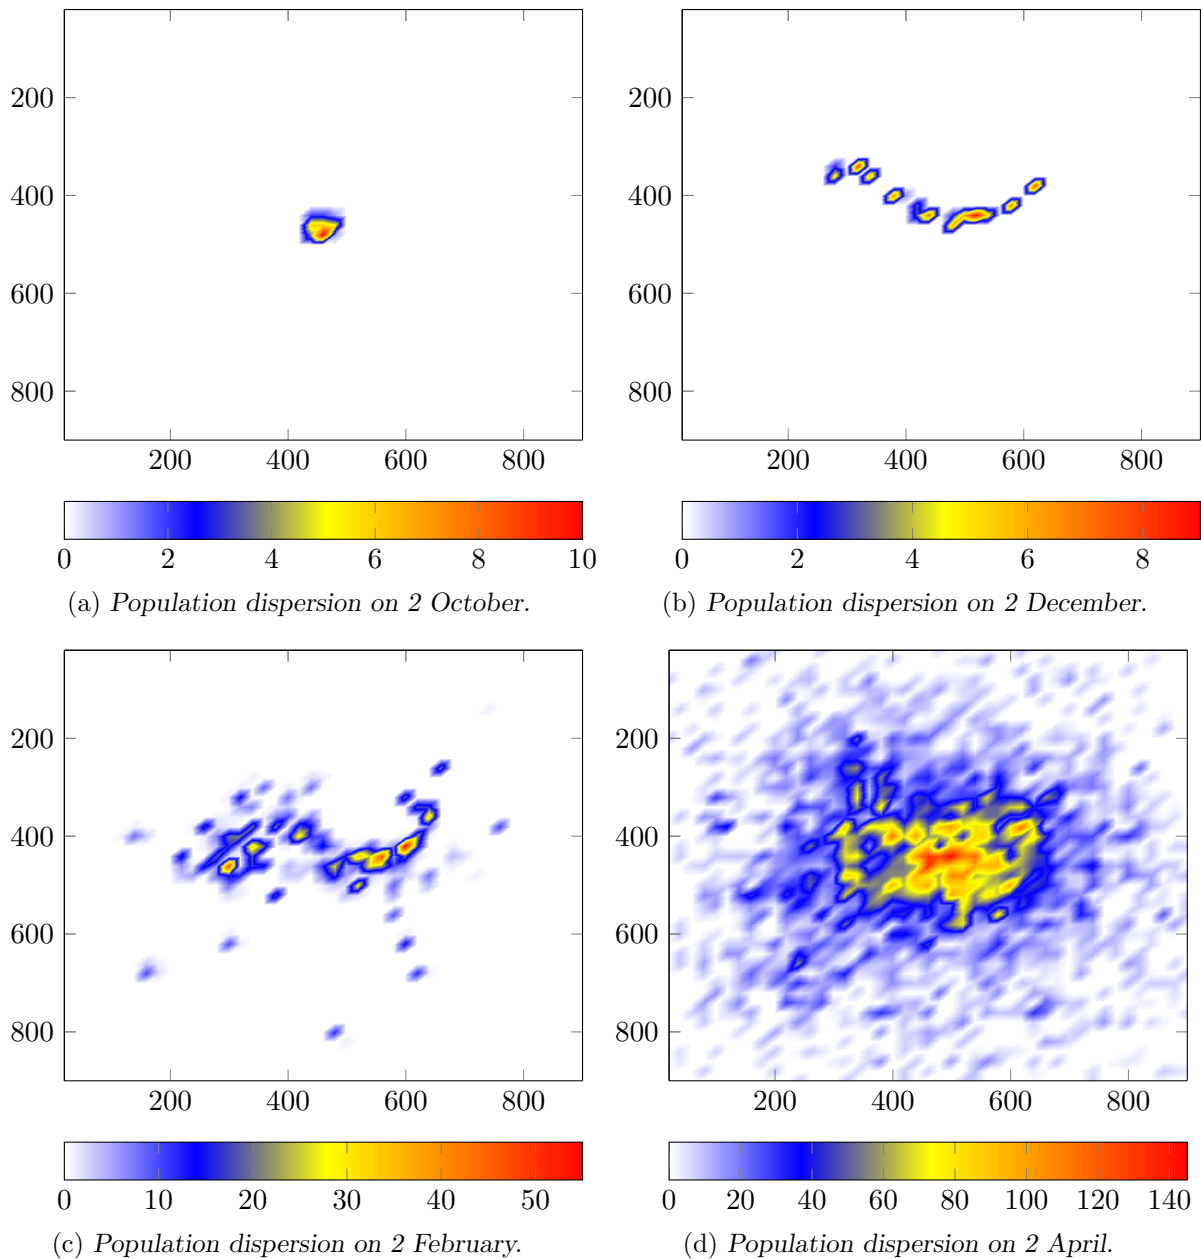 200
400
600
800
200 400 600 800
0 2 4 6 8 10
(a) Population dispersion on 2 October.
200
400
600
800
200 400 600 800
0 2 4 6 8
(b) Population dispersion on 2 December.
200
400
600
800
200 400 600 800
0 10 20 30 40 50
(c) Population dispersion on 2 February.
200
400
600
800
200 400 600 800
0 20 40 60 80 100 120 140
(d) Population dispersion on 2 April.